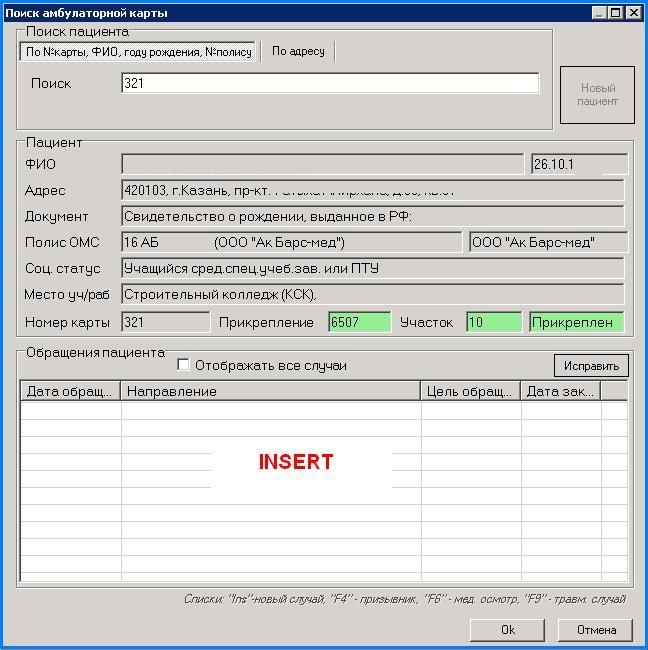 Поиск амбулаторной карты
Поиск пациента
По №карты, ФИО, году рождения, №полису По адресу
Поиск 321
Новый
пациент
Пациент
ФИО 26.10.1
Адрес 420103, г.Казань, пр-кт.
Документ Свидетельство о рождении, выданное в РФ:
Полис ОМС 16 АБ (ООО "Ак Барс-мед") ООО "Ак Барс-мед"
Соц. статус Учащийся сред.спец.учеб.зав. или ПТУ
Место уч/раб Строительный колледж (КСК),
Номер карты 321 Прикрепление 6507 Участок 10 Прикреплен
Обращения пациента
Отображать все случаи Исправить
Дата обращ... Направление Цель обращ... Дата зак...
INSERT
Списки: "Ins"-новый случай, "F4" - призывник, "F6" - мед. осмотр, "F9" - травм. случай
Ok Отмена